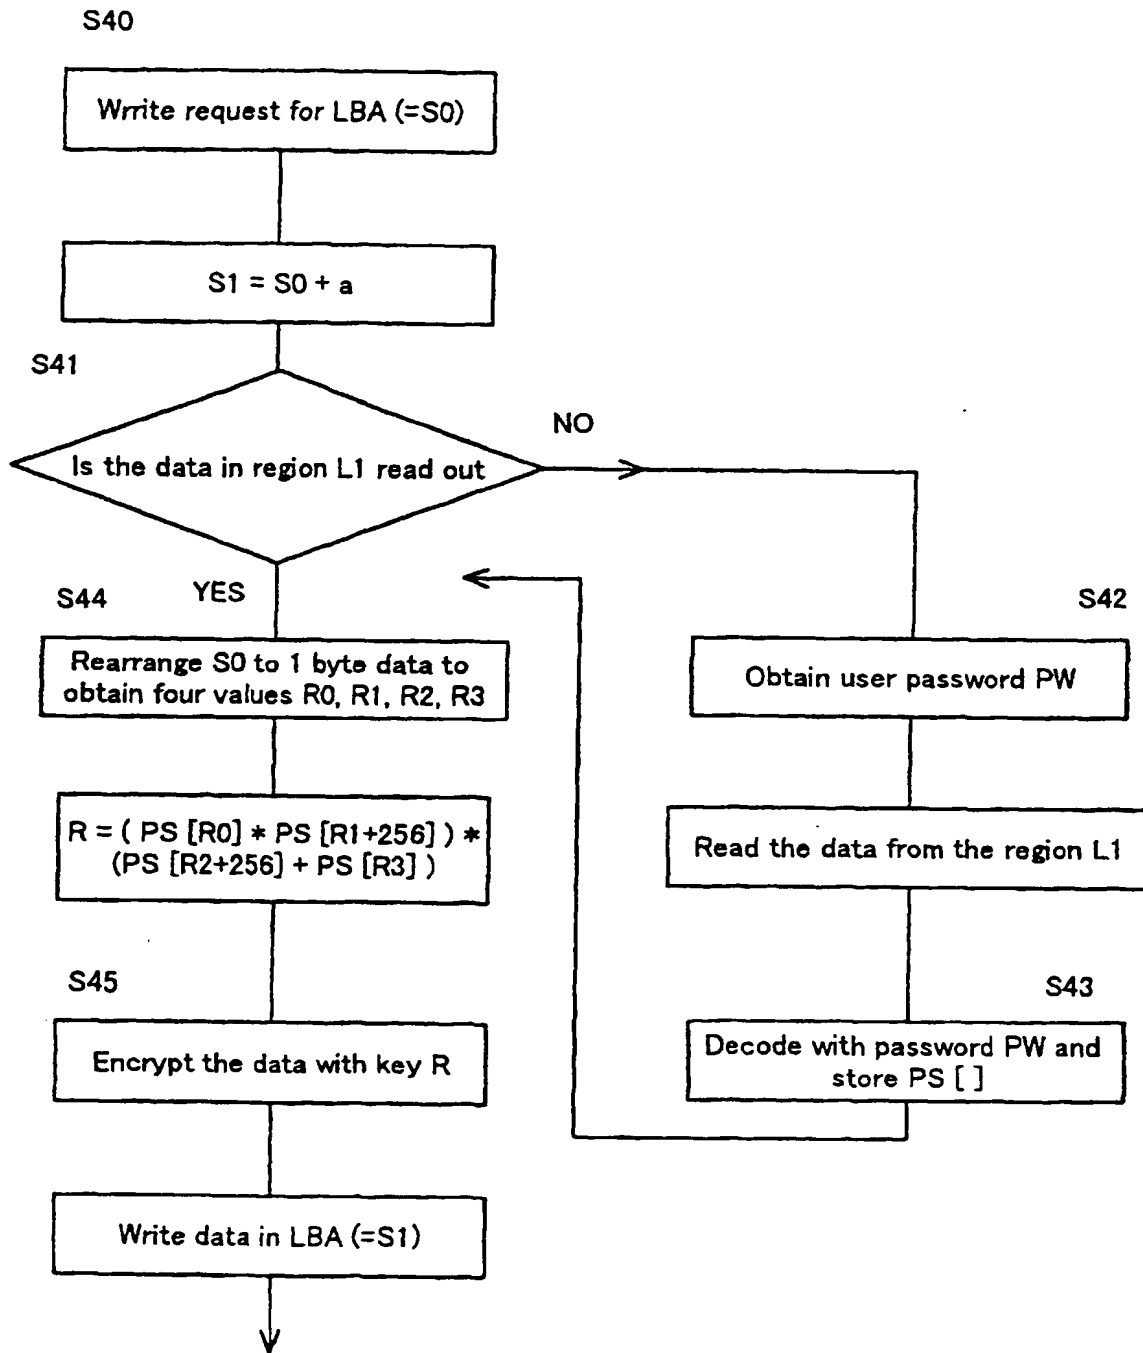 S40
Wrrite request for LBA (=S0)
S1 = S0 + a
S41
Is the data in region L1 read out
NO
YES
S44
Rearrange S0 to 1 byte data to
obtain four values R0, R1, R2, R3
R = ( PS [R0] * PS [R1+256] ) *
(PS [R2+256] + PS [R3] )
S45
Encrypt the data with key R
Write data in LBA (=S1)
S42
Obtain user password PW
Read the data from the region L1
S43
Decode with password PW and
store PS [ ]